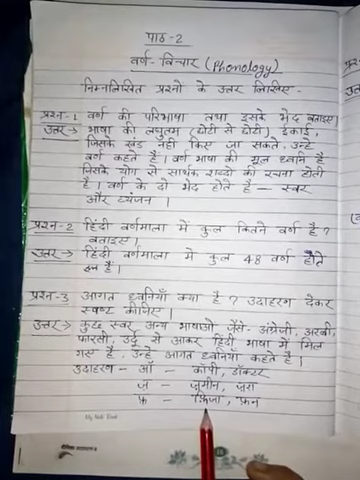 पाठ-2
वर्ण-विचार (Phonology)
निम्नलिखित प्रश्नो के उत्तर लिखिए-
प्रश्न-1 वर्ण की परिभाषा तथा इसके भेद बताइए।
उत्तर→ भाषा की लघुतम (छोटी से छोटी) ईकाई,
जिसके खंड नही किए जा सकते, उन्हे
वर्ण कहते है। वर्ण भाषा की मूल ध्वनि है
जिसके योग से सार्थक शब्दो की रचना होती
है। वर्ण के दो भेद होते है — स्वर
और व्यंजन।
प्रश्न-2 हिंदी वर्णमाला में कुल कितने वर्ण है?
बताइए।
उत्तर→ हिंदी वर्णमाला में कुल 48 वर्ण होते
है।
प्रश्न-3 आगत ध्वनियाँ क्या है? उदाहरण देकर
स्पष्ट कीजिए।
उत्तर→ कुछ स्वर अन्य भाषाओ जैसे- अंग्रेजी, अरबी,
फारसी, उर्दु से आकर हिंदी भाषा में मिल
गए है, उन्हे आगत ध्वनियाँ कहते है।
उदाहरण - ऑ - कॉपी, डॉक्टर
ज़ - ज़मीन, ज़रा
फ़ - फ़िज़ा, फ़न